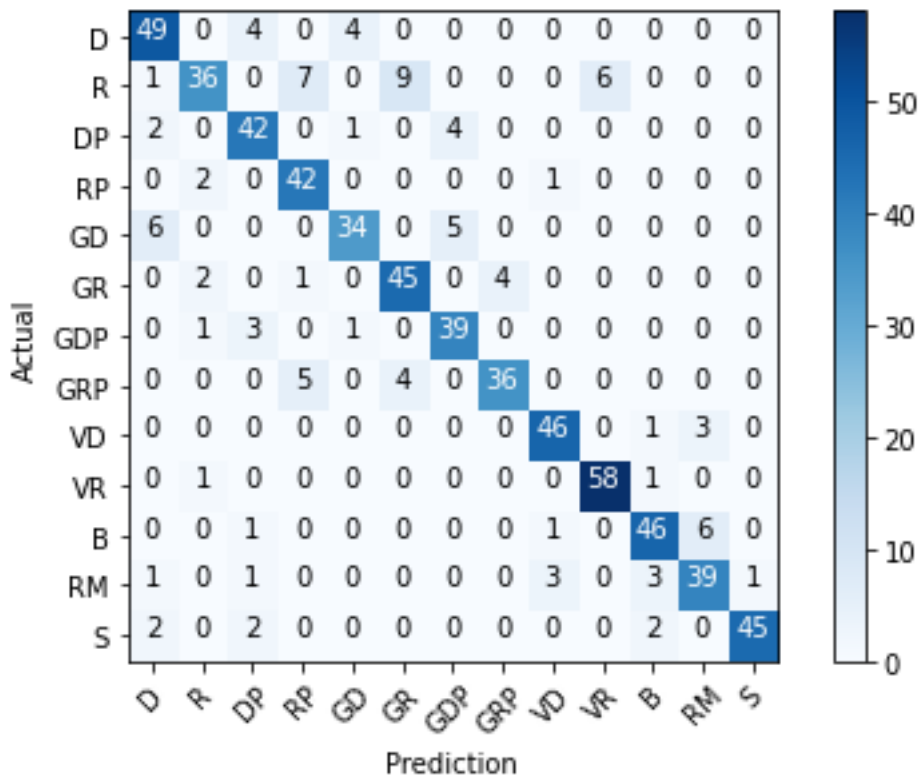 D 49 0 4 0 4 0 0 0 0 0 0 0 0
R 1 36 0 7 0 9 0 0 0 6 0 0 0
DP 2 0 42 0 1 0 4 0 0 0 0 0 0
RP 0 2 0 42 0 0 0 0 1 0 0 0 0
GD 6 0 0 0 34 0 5 0 0 0 0 0 0
GR 0 2 0 1 0 45 0 4 0 0 0 0 0
GDP 0 1 3 0 1 0 39 0 0 0 0 0 0
GRP 0 0 0 5 0 4 0 36 0 0 0 0 0
VD 0 0 0 0 0 0 0 0 46 0 1 3 0
VR 0 1 0 0 0 0 0 0 0 58 1 0 0
B 0 0 1 0 0 0 0 0 1 0 46 6 0
RM 1 0 1 0 0 0 0 0 3 0 3 39 1
S 2 0 2 0 0 0 0 0 0 0 2 0 45
D R DP RP GD GR GDP GRP VD VR B RM S
Prediction
Actual
50
40
30
20
10
0